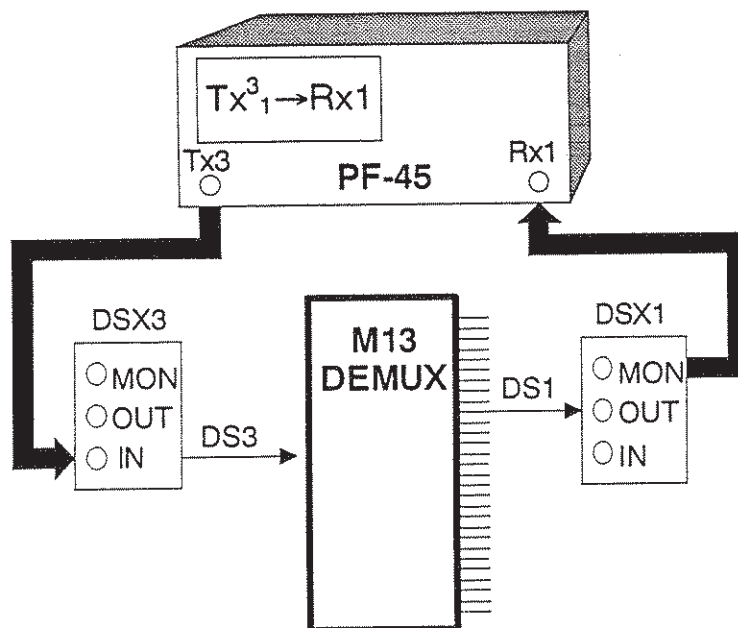 Tx³₁→Rx1
Tx3
Rx1
PF-45
DSX3
MON
OUT
IN
DS3
M13
DEMUX
DS1
DSX1
MON
OUT
IN